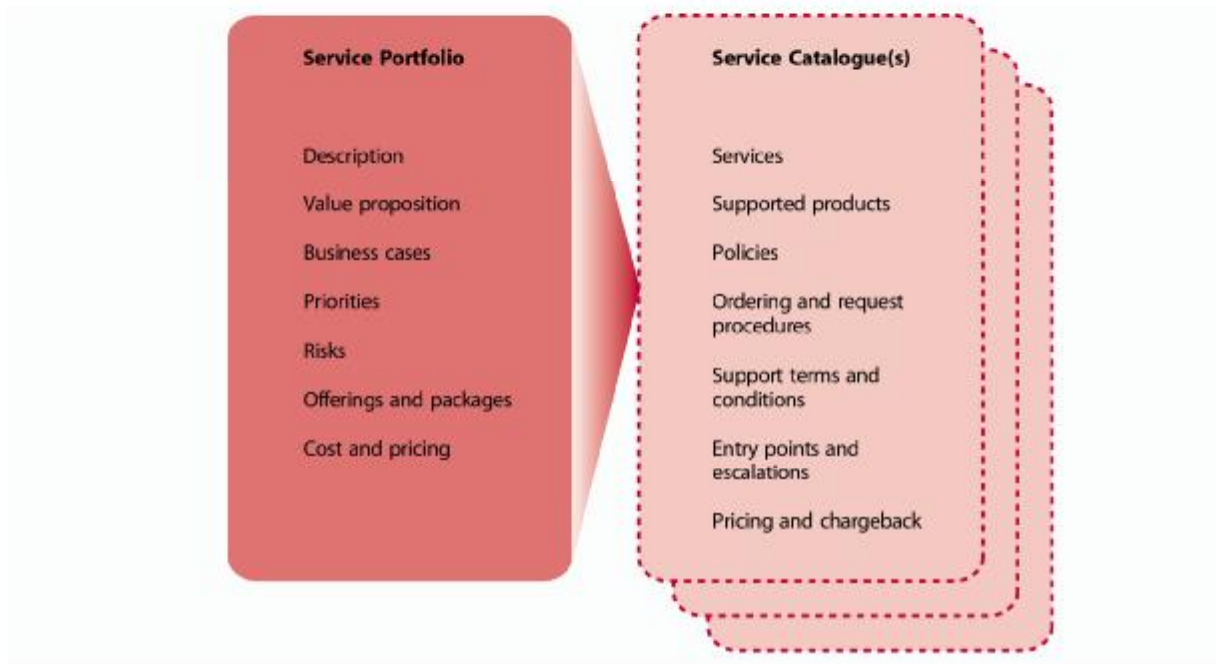 Service Portfolio
Description
Value proposition
Business cases
Priorities
Risks
Offerings and packages
Cost and pricing
Service Catalogue(s)
Services
Supported products
Policies
Ordering and request
procedures
Support terms and
conditions
Entry points and
escalations
Pricing and chargeback